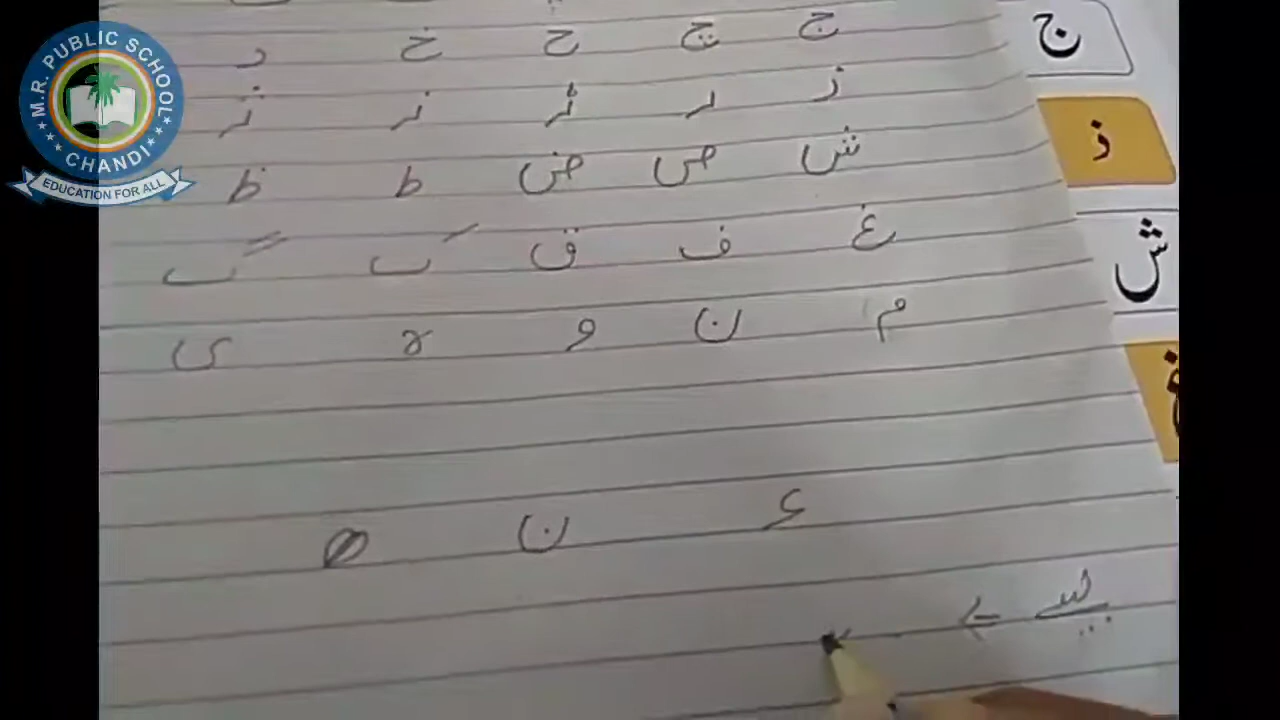 M.R. PUBLIC SCHOOL
CHANDI
EDUCATION FOR ALL
ج چ ح خ د
ذ ر ڑ ز ژ
ش ص ض ط ظ
غ ف ق ک گ
م ن و ہ ی
ء ن
ج
ذ
ش